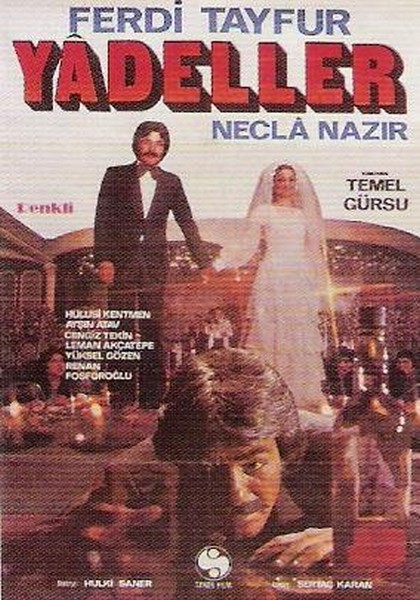 FERDİ TAYFUR
YÂDELLER
NECLÂ NAZIR
TEMEL
GÜRSU
Renkli
HULUSİ KENTMEN
AYŞIN ATAV
CENGİZ TEKİN
LEMAN AKÇATEPE
YÜKSEL GÖZEN
RENAN
FOSFOROĞLU
HULKİ SANER
SERTAÇ KARAN